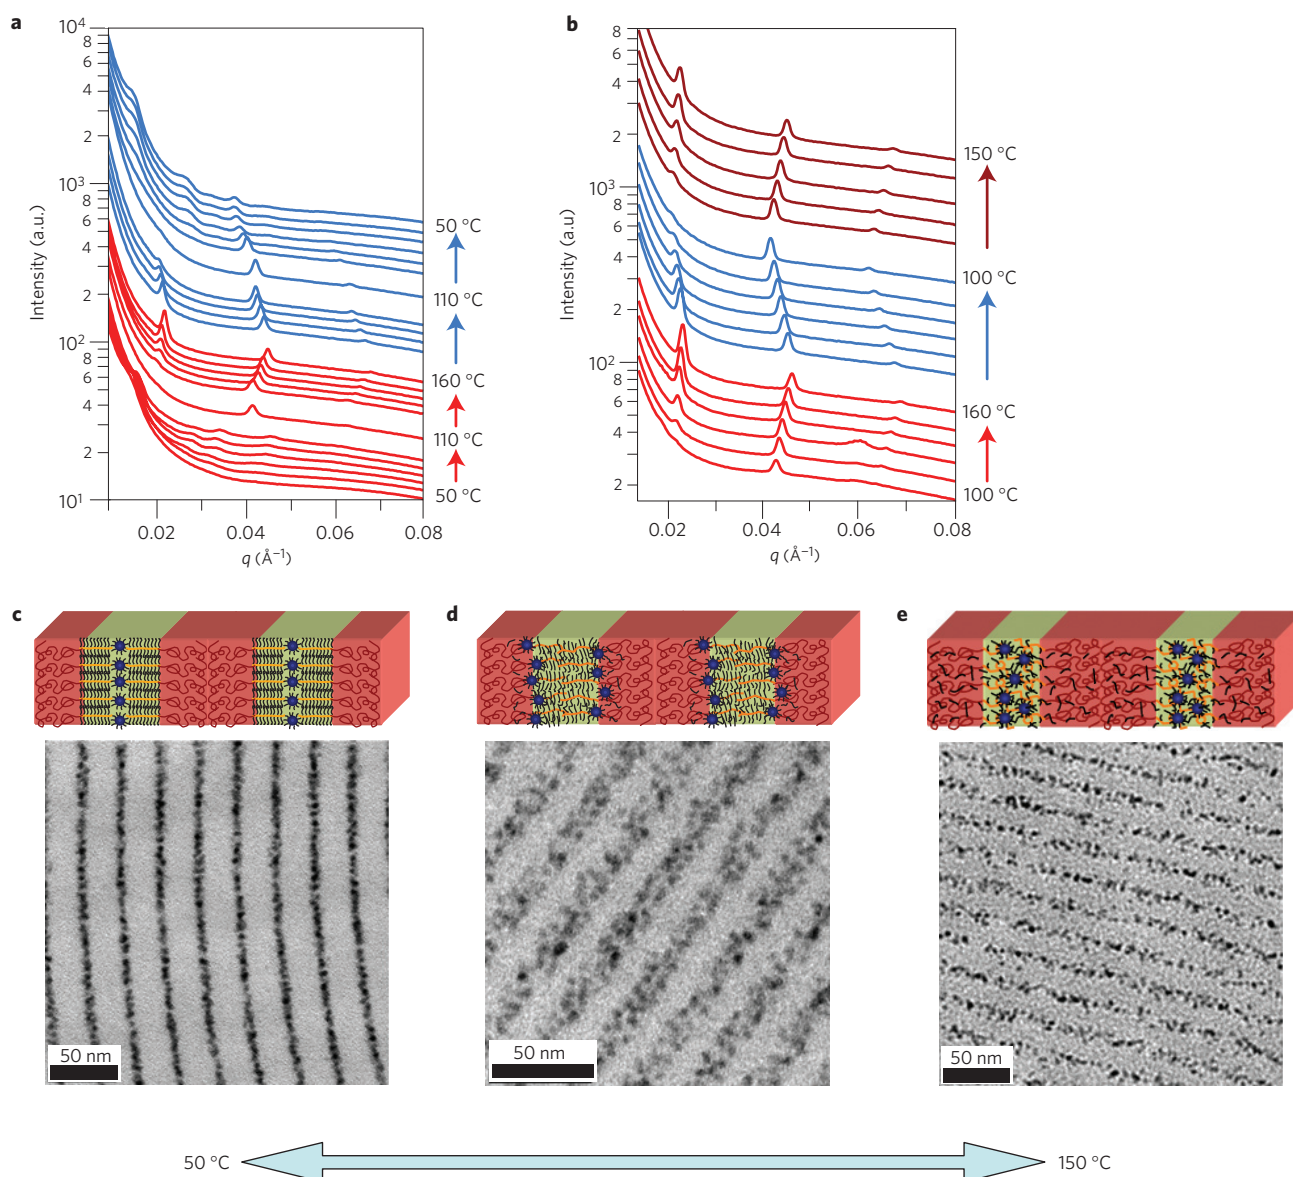 a
10⁴
8
6
4
2
10³
8
6
4
2
10²
8
6
4
2
10¹
Intensity (a.u.)
0.02
0.04
0.06
0.08
q (Å⁻¹)
50 °C
110 °C
160 °C
110 °C
50 °C
b
8
6
4
2
10³
8
6
4
2
10²
8
6
4
2
Intensity (a.u)
0.02
0.04
0.06
0.08
q (Å⁻¹)
150 °C
100 °C
160 °C
100 °C
c
50 nm
d
50 nm
e
50 nm
50 °C
150 °C